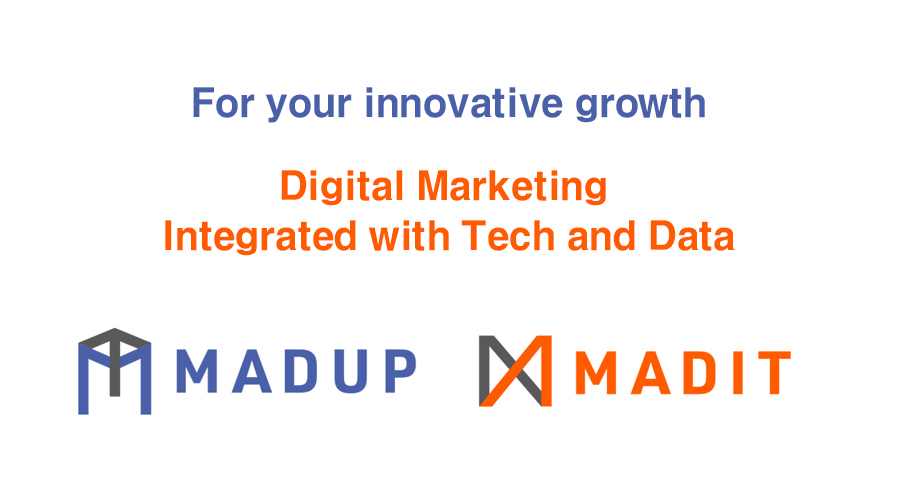 For your innovative growth
Digital Marketing
Integrated with Tech and Data
MADUP
MADIT